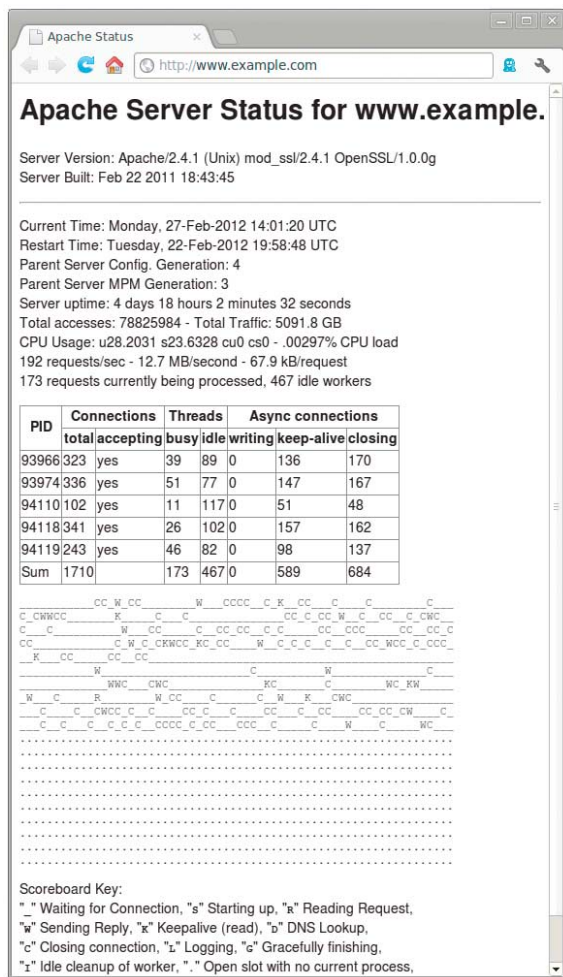 Apache Status
http://www.example.com
Apache Server Status for www.example.
Server Version: Apache/2.4.1 (Unix) mod_ssl/2.4.1 OpenSSL/1.0.0g
Server Built: Feb 22 2011 18:43:45
Current Time: Monday, 27-Feb-2012 14:01:20 UTC
Restart Time: Tuesday, 22-Feb-2012 19:58:48 UTC
Parent Server Config. Generation: 4
Parent Server MPM Generation: 3
Server uptime: 4 days 18 hours 2 minutes 32 seconds
Total accesses: 78825984 - Total Traffic: 5091.8 GB
CPU Usage: u28.2031 s23.6328 cu0 cs0 - .00297% CPU load
192 requests/sec - 12.7 MB/second - 67.9 kB/request
173 requests currently being processed, 467 idle workers
PID Connections Threads Async connections
total accepting busy idle writing keep-alive closing
93966 323 yes 39 89 0 136 170
93974 336 yes 51 77 0 147 167
94110 102 yes 11 117 0 51 48
94118 341 yes 26 102 0 157 162
94119 243 yes 46 82 0 98 137
Sum 1710 173 467 0 589 684
Scoreboard Key:
"_" Waiting for Connection, "S" Starting up, "R" Reading Request,
"W" Sending Reply, "K" Keepalive (read), "D" DNS Lookup,
"C" Closing connection, "L" Logging, "G" Gracefully finishing,
"I" Idle cleanup of worker, "." Open slot with no current process,